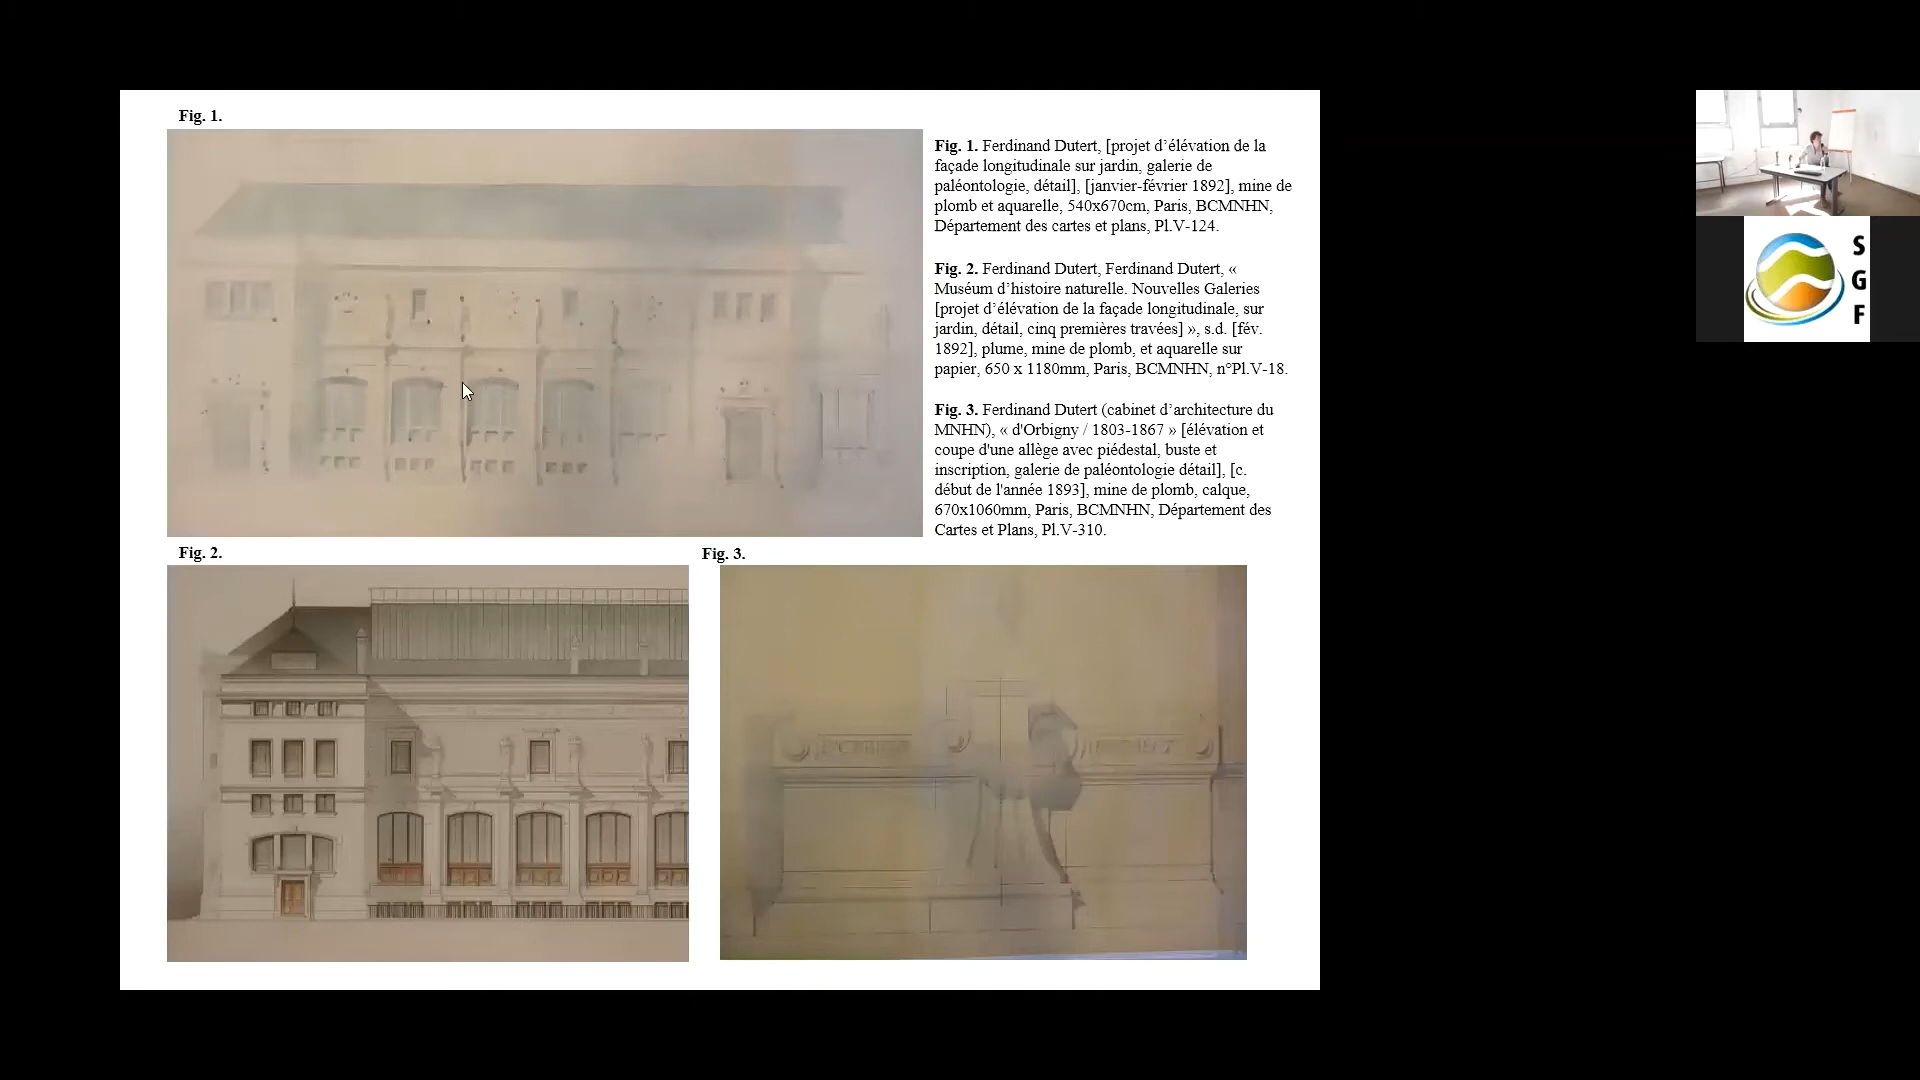 Fig. 1.
Fig. 1. Ferdinand Dutert, [projet d’élévation de la
façade longitudinale sur jardin, galerie de
paléontologie, détail], [janvier-février 1892], mine de
plomb et aquarelle, 540x670cm, Paris, BCMNHN,
Département des cartes et plans, Pl.V-124.
Fig. 2. Ferdinand Dutert, Ferdinand Dutert, «
Muséum d’histoire naturelle. Nouvelles Galeries
[projet d’élévation de la façade longitudinale, sur
jardin, détail, cinq premières travées] », s.d. [fév.
1892], plume, mine de plomb, et aquarelle sur
papier, 650 x 1180mm, Paris, BCMNHN, n°Pl.V-18.
Fig. 3. Ferdinand Dutert (cabinet d’architecture du
MNHN), « d'Orbigny / 1803-1867 » [élévation et
coupe d'une allège avec piédestal, buste et
inscription, galerie de paléontologie détail], [c.
début de l'année 1893], mine de plomb, calque,
670x1060mm, Paris, BCMNHN, Département des
Cartes et Plans, Pl.V-310.
Fig. 2.
Fig. 3.
S
G
F